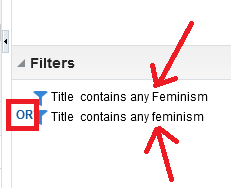 Filters
Title contains any Feminism
OR
Title contains any feminism